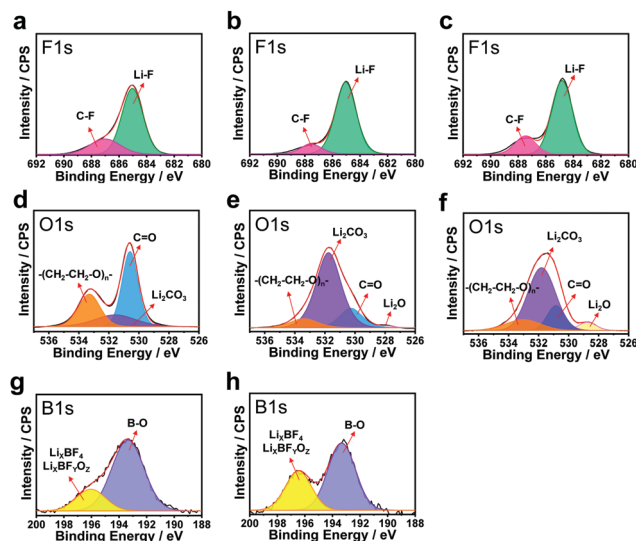 a
F1s
Li-F
C-F
Intensity / CPS
692 690 688 686 684 682 680
Binding Energy / eV
b
F1s
Li-F
C-F
Intensity / CPS
692 690 688 686 684 682 680
Binding Energy / eV
c
F1s
Li-F
C-F
Intensity / CPS
692 690 688 686 684 682 680
Binding Energy / eV
d
O1s
C=O
-(CH₂-CH₂-O)ₙ-
Li₂CO₃
Intensity / CPS
536 534 532 530 528 526
Binding Energy / eV
e
O1s
Li₂CO₃
-(CH₂-CH₂-O)ₙ-
C=O
Li₂O
Intensity / CPS
536 534 532 530 528 526
Binding Energy / eV
f
O1s
Li₂CO₃
-(CH₂-CH₂-O)ₙ-
C=O
Li₂O
Intensity / CPS
536 534 532 530 528 526
Binding Energy / eV
g
B1s
B-O
LiₓBF₄
LiₓBFᵧO_Z
Intensity / CPS
200 198 196 194 192 190 188
Binding Energy / eV
h
B1s
B-O
LiₓBF₄
LiₓBFᵧO_Z
Intensity / CPS
200 198 196 194 192 190 188
Binding Energy / eV